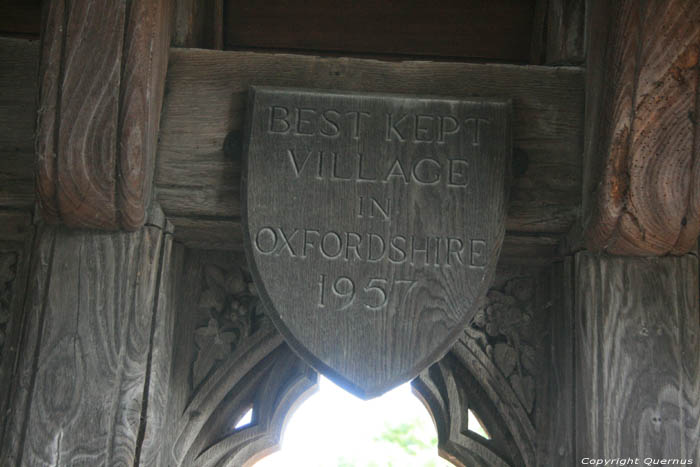 BEST KEPT
VILLAGE
IN
OXFORDSHIRE
1957
Copyright Quernus